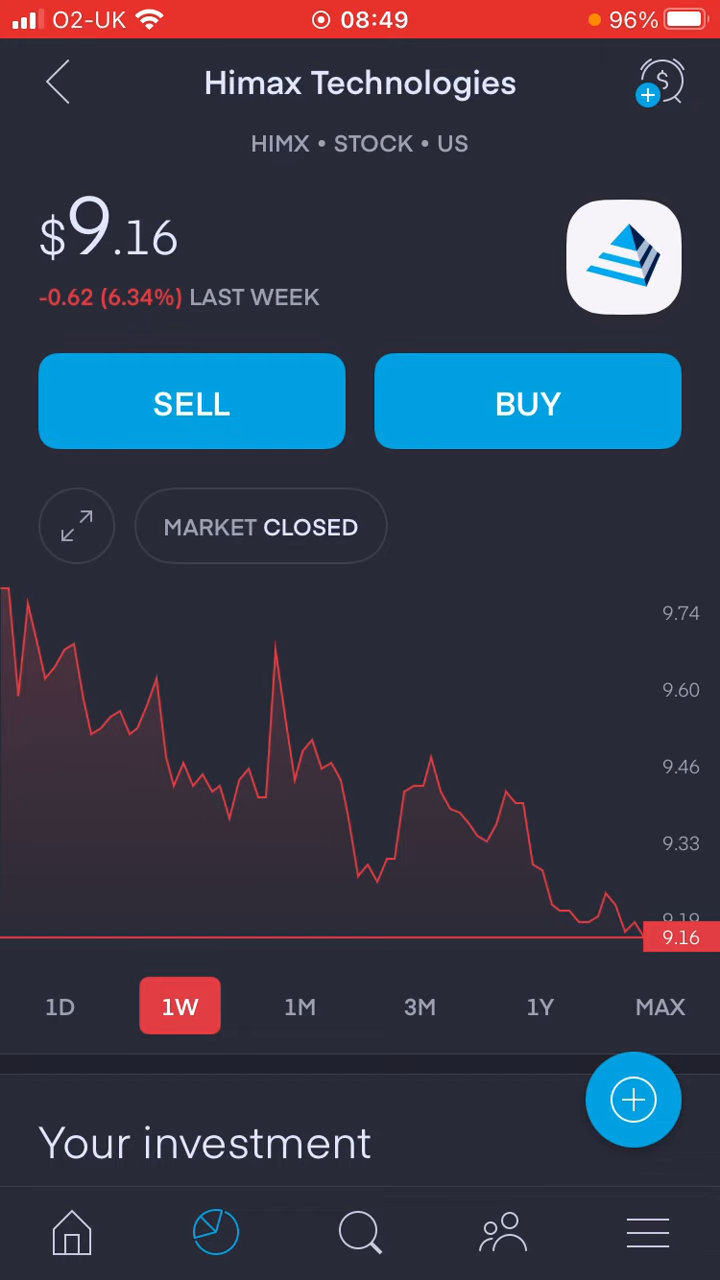 O2-UK 08:49 96%
Himax Technologies
HIMX • STOCK • US
$9.16
-0.62 (6.34%) LAST WEEK
SELL BUY
MARKET CLOSED
9.74
9.60
9.46
9.33
9.19
9.16
1D 1W 1M 3M 1Y MAX
Your investment